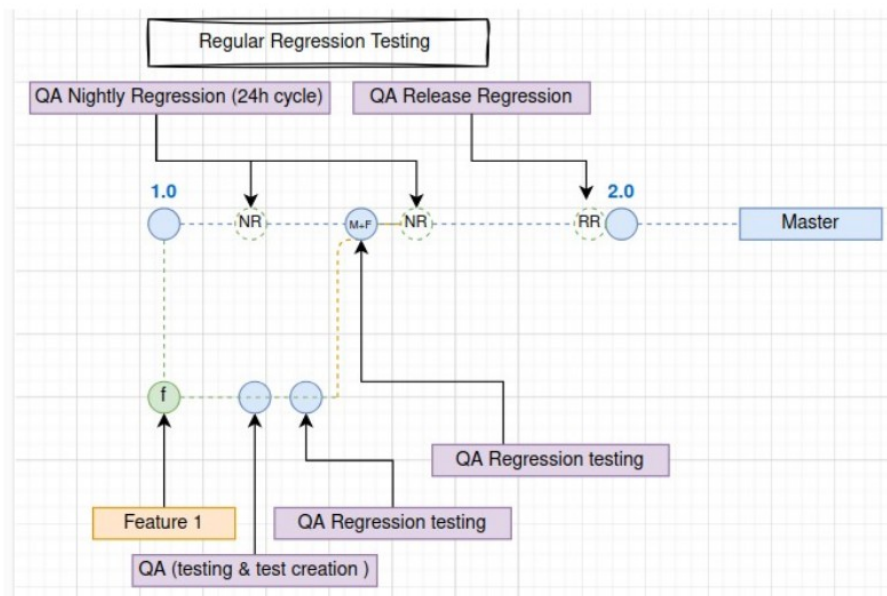 Regular Regression Testing
QA Nightly Regression (24h cycle)
QA Release Regression
1.0
2.0
NR
M+F
NR
RR
Master
f
QA Regression testing
Feature 1
QA Regression testing
QA (testing & test creation )